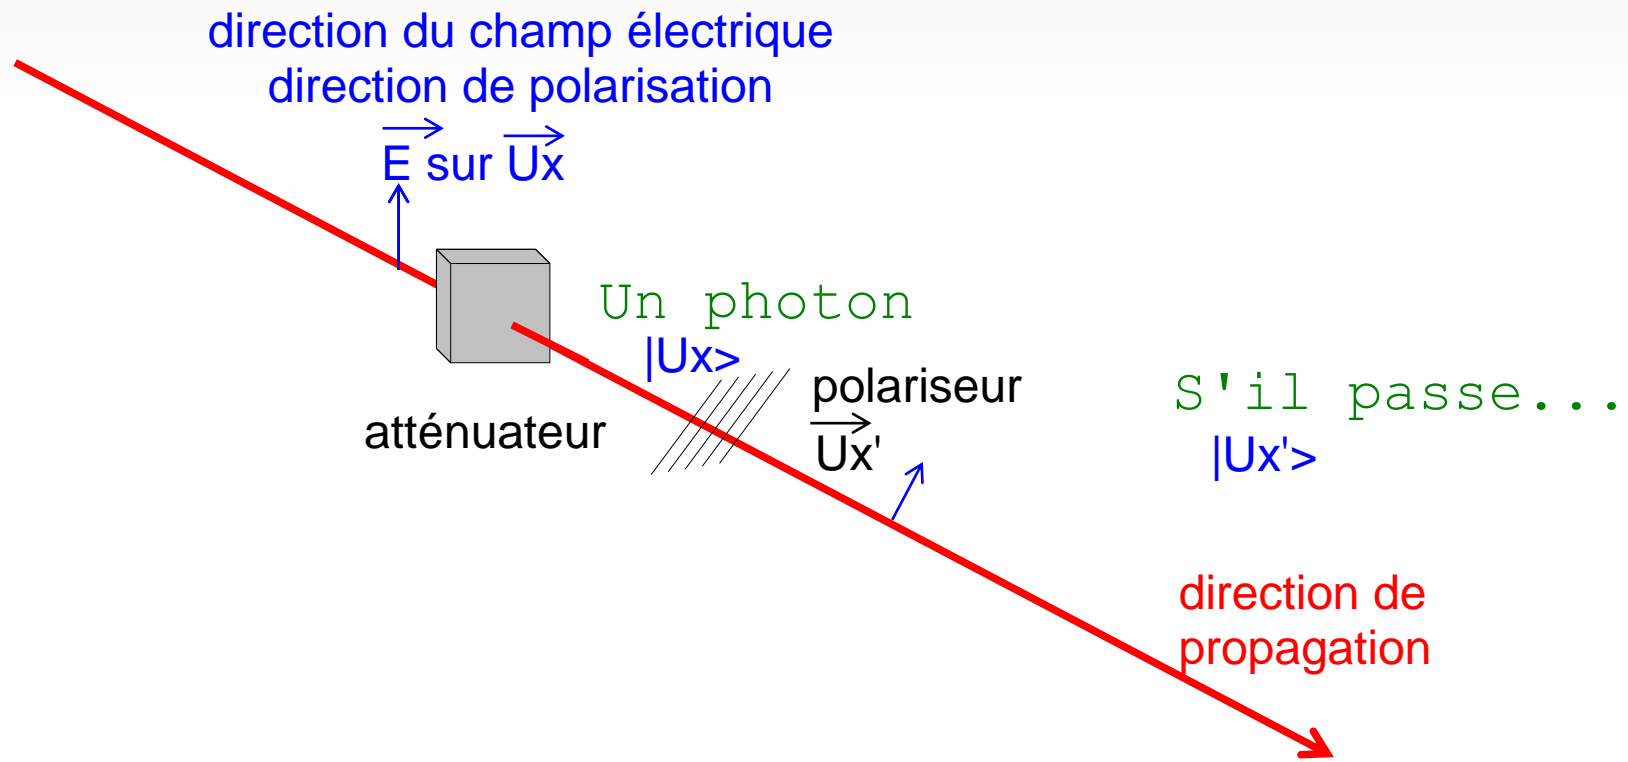 direction du champ électrique
direction de polarisation
E sur Ux
Un photon
|Ux>
polariseur
Ux'
atténuateur
S'il passe...
|Ux'>
direction de
propagation